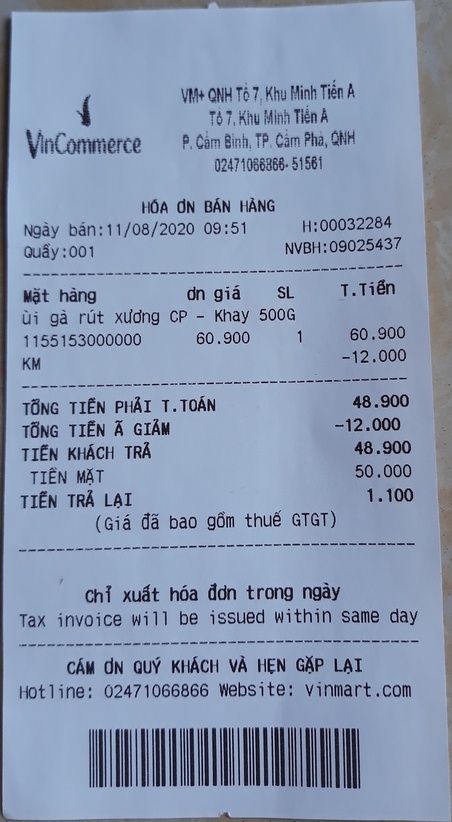 VinCommerce
VM+ QNH Tổ 7, Khu Minh Tiến A
Tổ 7, Khu Minh Tiến A
P. Cẩm Bình, TP. Cẩm Phả, QNH
02471066866-51561
HÓA ƠN BÁN HÀNG
Ngày bán:11/08/2020 09:51 H:00032284
Quầy:001 NVBH:09025437
Mặt hàng ơn giá SL T.Tiền
ùi gà rút xương CP - Khay 500G
1155153000000 60.900 1 60.900
KM -12.000
TỔNG TIỀN PHẢI T.TOÁN 48.900
TỔNG TIỀN Ã GIẢM -12.000
TIỀN KHÁCH TRẢ 48.900
TIỀN MẶT 50.000
TIỀN TRẢ LẠI 1.100
(Giá đã bao gồm thuế GTGT)
Chỉ xuất hóa đơn trong ngày
Tax invoice will be issued within same day
CÁM ƠN QUÝ KHÁCH VÀ HẸN GẶP LẠI
Hotline: 02471066866 Website: vinmart.com